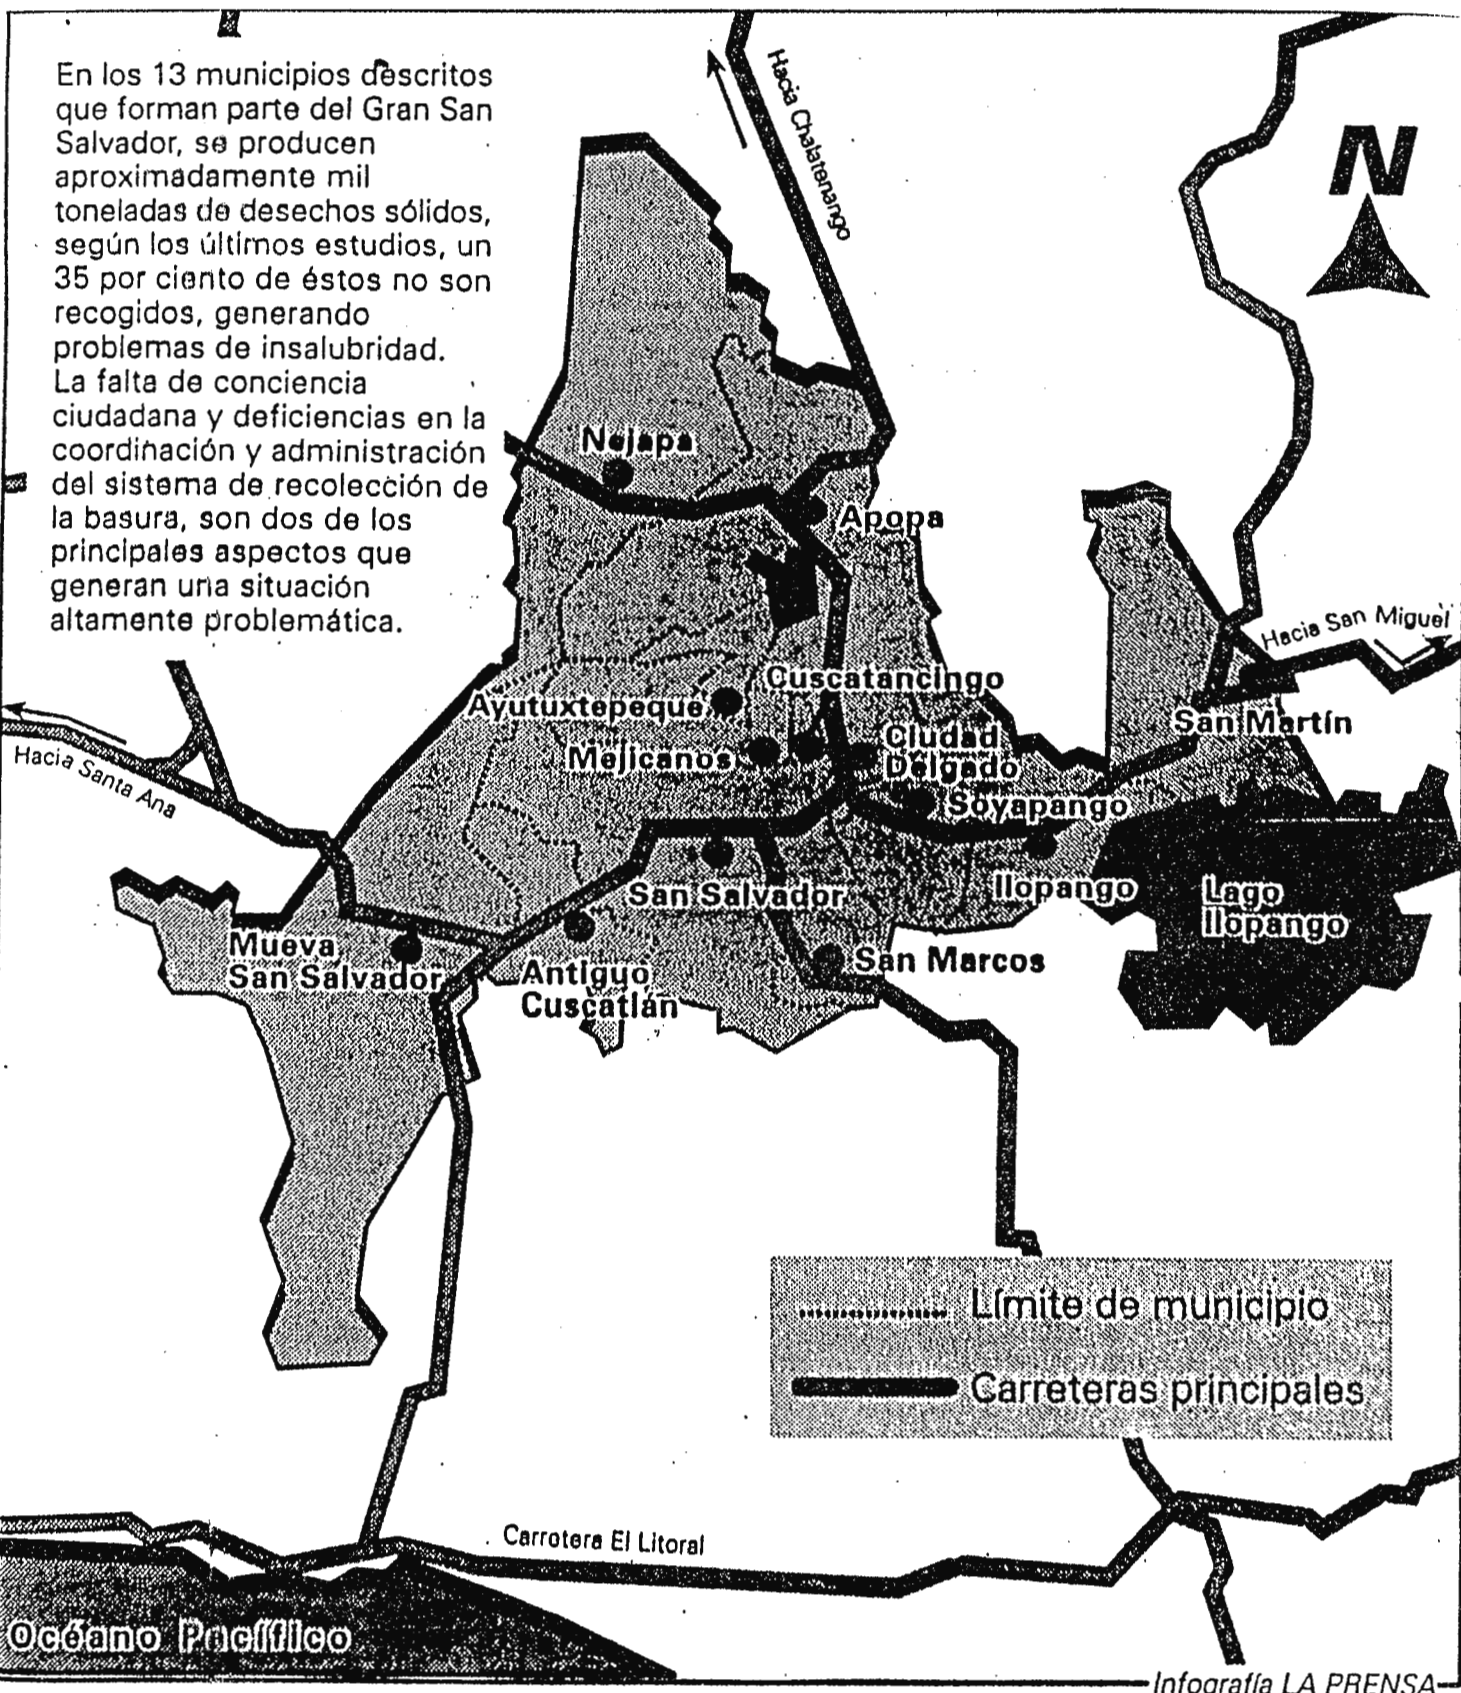 En los 13 municipios descritos
que forman parte del Gran San
Salvador, se producen
aproximadamente mil
toneladas de desechos sólidos,
según los últimos estudios, un
35 por ciento de éstos no son
recogidos, generando
problemas de insalubridad.
La falta de conciencia
ciudadana y deficiencias en la
coordinación y administración
del sistema de recolección de
la basura, son dos de los
principales aspectos que
generan una situación
altamente problemática.
Hacia Chalatenango
N
Nejapa
Apopa
Hacia San Miguel
Cuscatancingo
Ayutuxtepeque
San Martín
Mejicanos
Ciudad
Delgado
Hacia Santa Ana
Soyapango
San Salvador
Ilopango
Lago
Ilopango
Mueva
San Salvador
Antiguo
Cuscatlán
San Marcos
Límite de municipio
Carreteras principales
Carretera El Litoral
Océano Pacífico
Infografía LA PRENSA